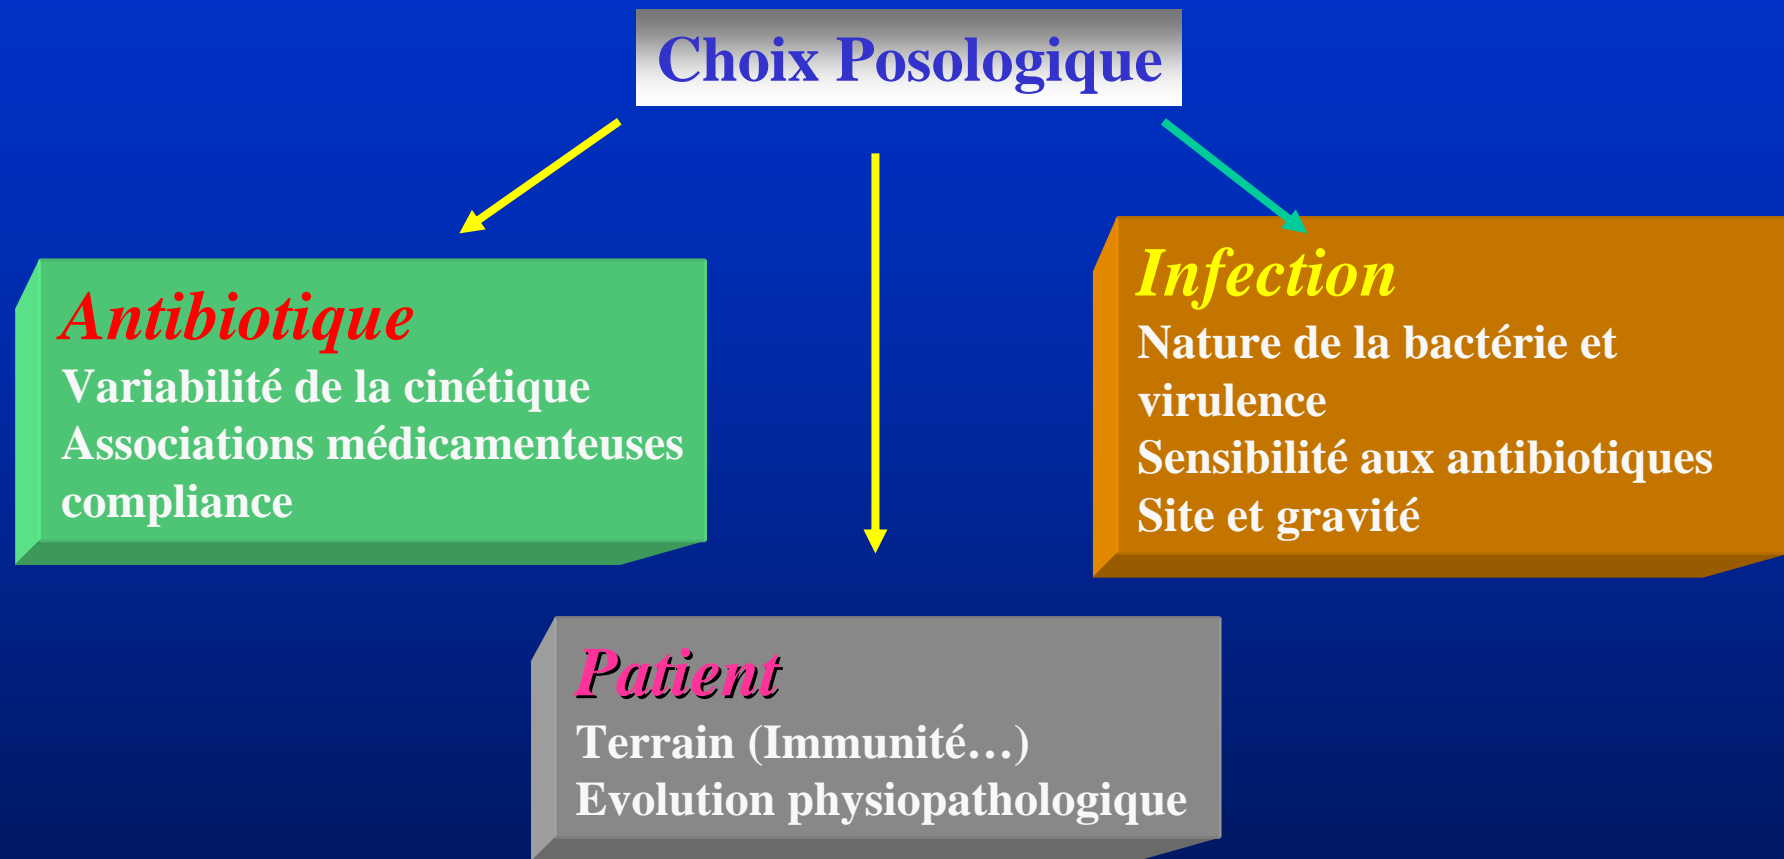 Choix Posologique
Antibiotique
Variabilité de la cinétique
Associations médicamenteuses
compliance
Infection
Nature de la bactérie et
virulence
Sensibilité aux antibiotiques
Site et gravité
Patient
Terrain (Immunité…)
Evolution physiopathologique